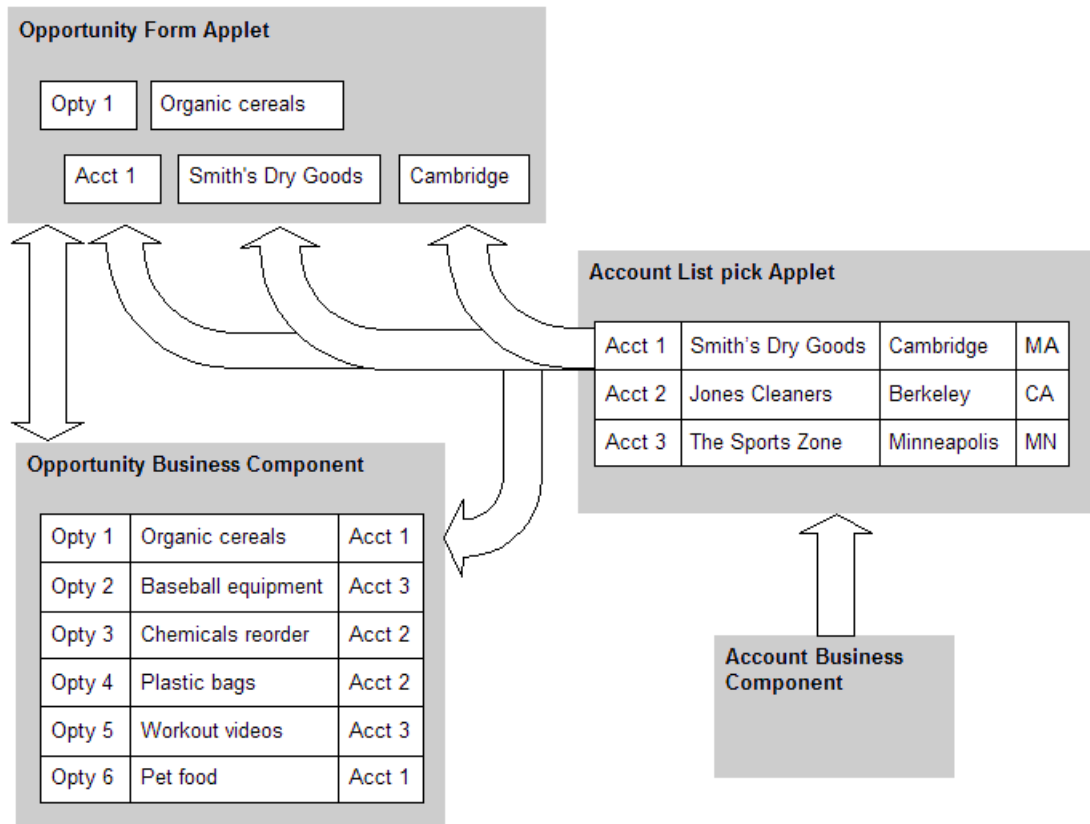 Opportunity Form Applet
Opty 1 Organic cereals
Acct 1 Smith's Dry Goods Cambridge
Account List pick Applet
Acct 1 Smith's Dry Goods Cambridge MA
Acct 2 Jones Cleaners Berkeley CA
Acct 3 The Sports Zone Minneapolis MN
Opportunity Business Component
Opty 1 Organic cereals Acct 1
Opty 2 Baseball equipment Acct 3
Opty 3 Chemicals reorder Acct 2
Opty 4 Plastic bags Acct 2
Opty 5 Workout videos Acct 3
Opty 6 Pet food Acct 1
Account Business
Component